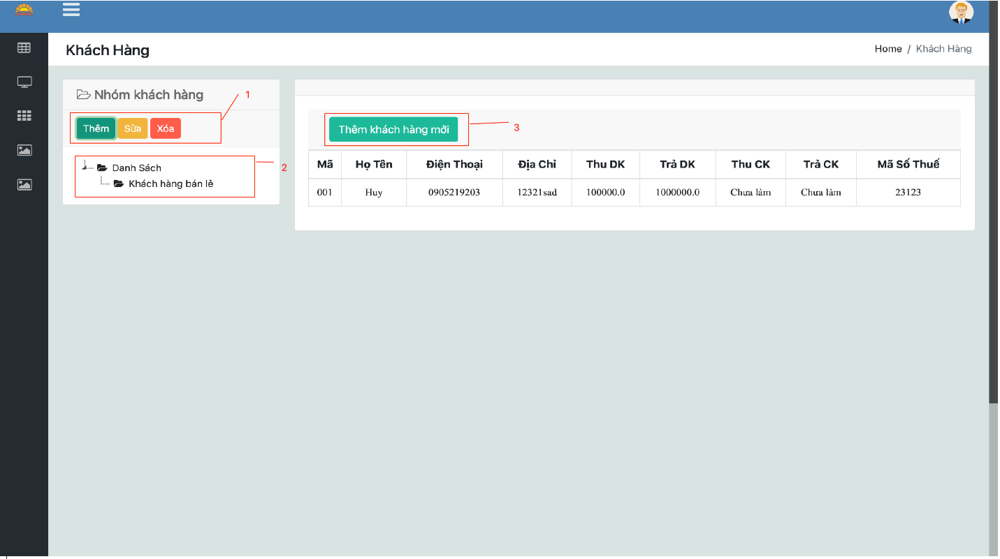 Khách Hàng
Home / Khách Hàng
Nhóm khách hàng
1
Thêm Sửa Xóa
Thêm khách hàng mới
3
Danh Sách
2
Khách hàng bán lẻ
Mã Họ Tên Điện Thoại Địa Chỉ Thu DK Trả DK Thu CK Trả CK Mã Số Thuế
001 Huy 0905219203 12321sad 100000.0 1000000.0 Chưa làm Chưa làm 23123